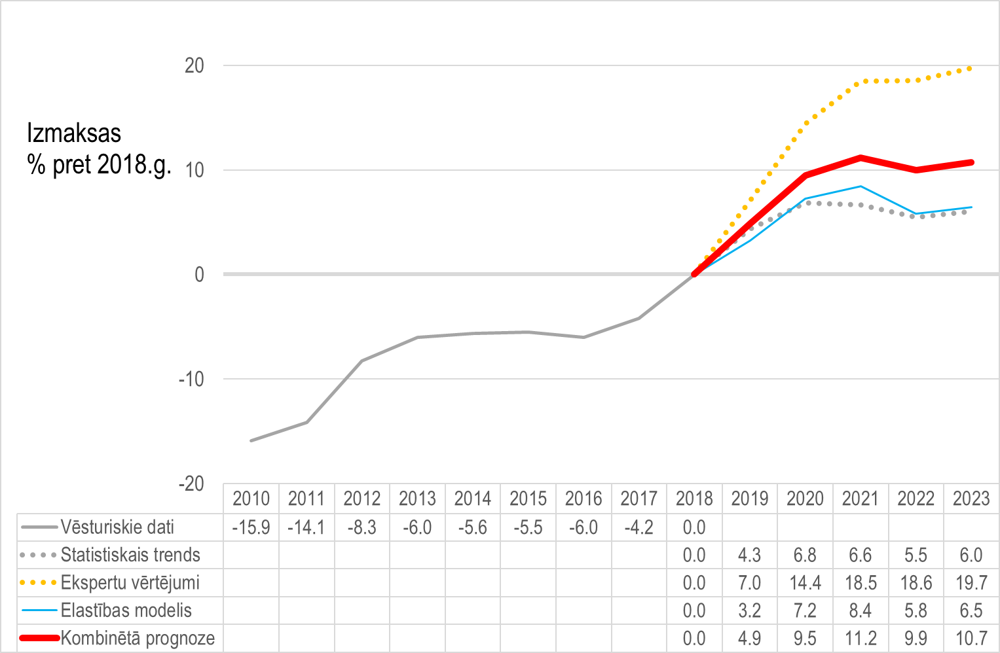 20
Izmaksas
% pret 2018.g.
10
0
-10
-20
2010 2011 2012 2013 2014 2015 2016 2017 2018 2019 2020 2021 2022 2023
Vēsturiskie dati -15.9 -14.1 -8.3 -6.0 -5.6 -5.5 -6.0 -4.2 0.0
Statistiskais trends 0.0 4.3 6.8 6.6 5.5 6.0
Ekspertu vērtējumi 0.0 7.0 14.4 18.5 18.6 19.7
Elastības modelis 0.0 3.2 7.2 8.4 5.8 6.5
Kombinētā prognoze 0.0 4.9 9.5 11.2 9.9 10.7